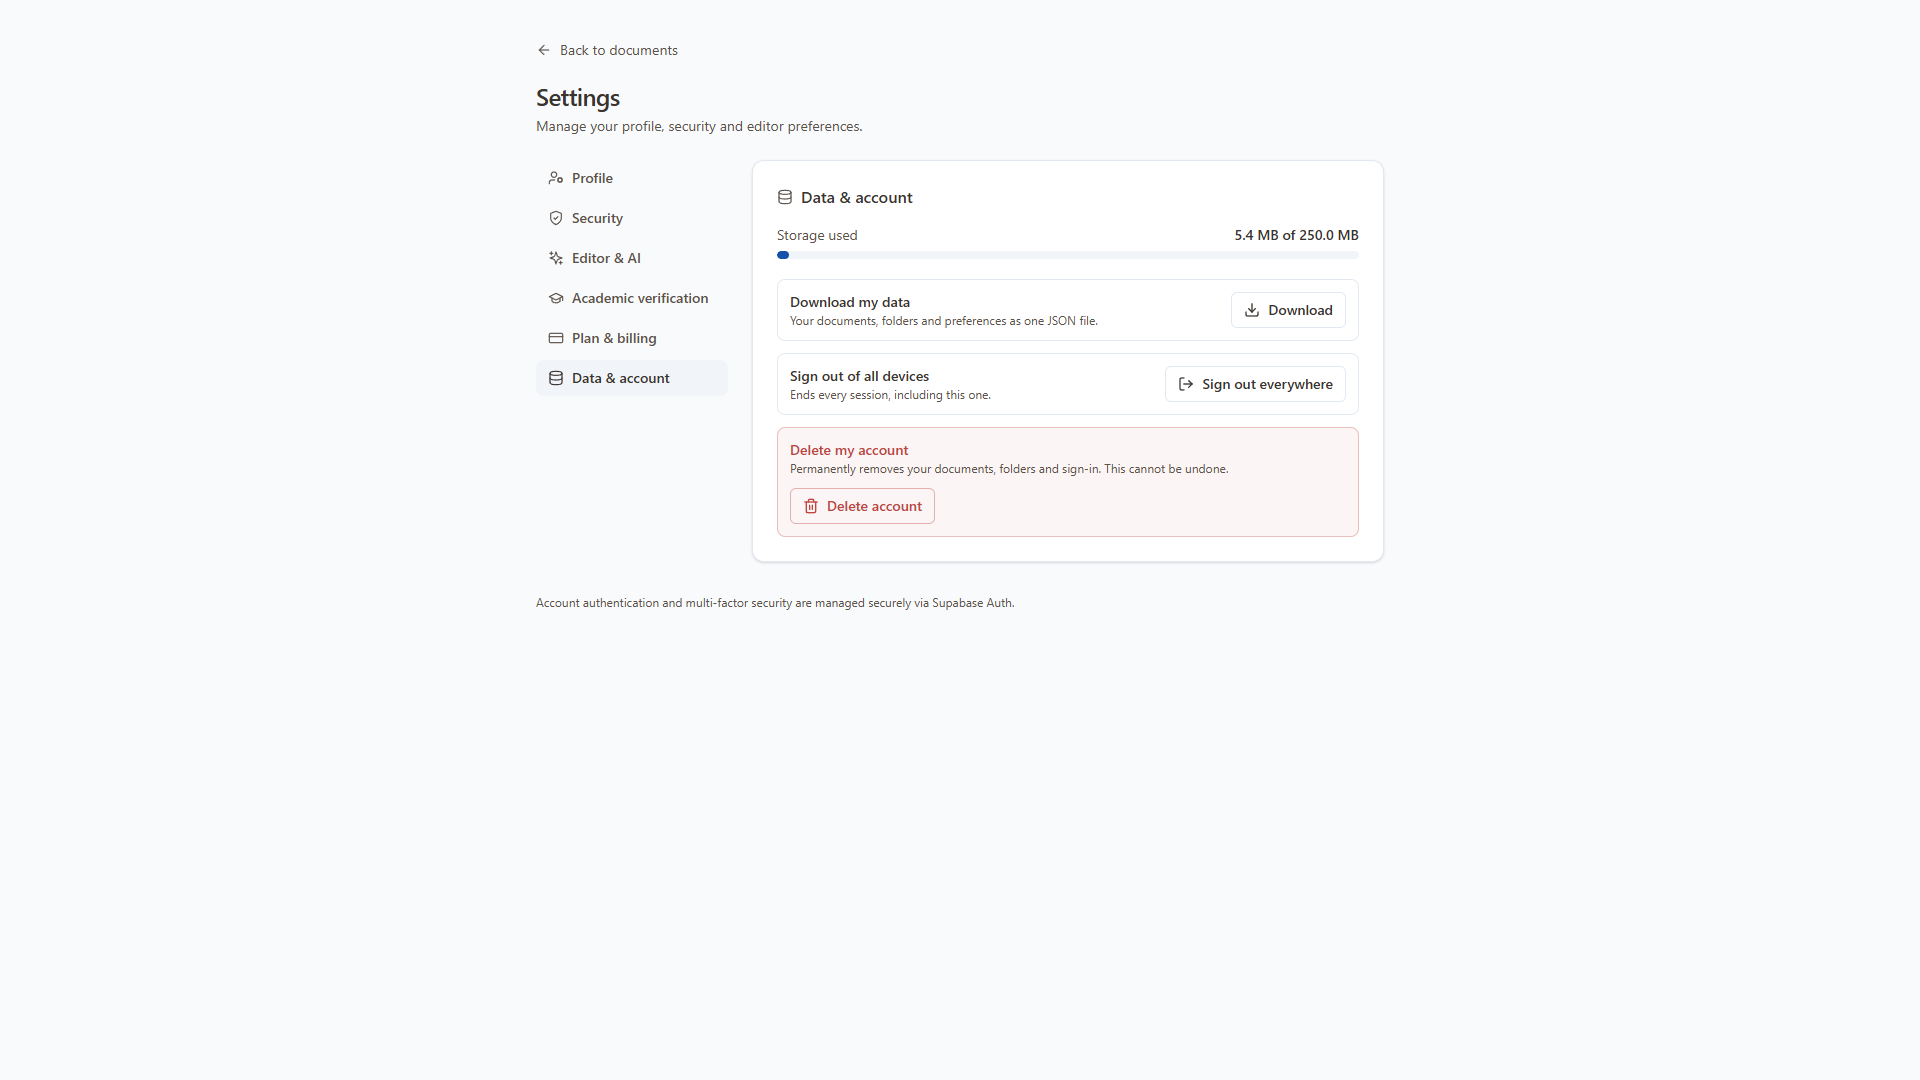 Back to documents
Settings
Manage your profile, security and editor preferences.
Profile
Security
Editor & AI
Academic verification
Plan & billing
Data & account
Data & account
Storage used
5.4 MB of 250.0 MB
Download my data
Your documents, folders and preferences as one JSON file.
Download
Sign out of all devices
Ends every session, including this one.
Sign out everywhere
Delete my account
Permanently removes your documents, folders and sign-in. This cannot be undone.
Delete account
Account authentication and multi-factor security are managed securely via Supabase Auth.